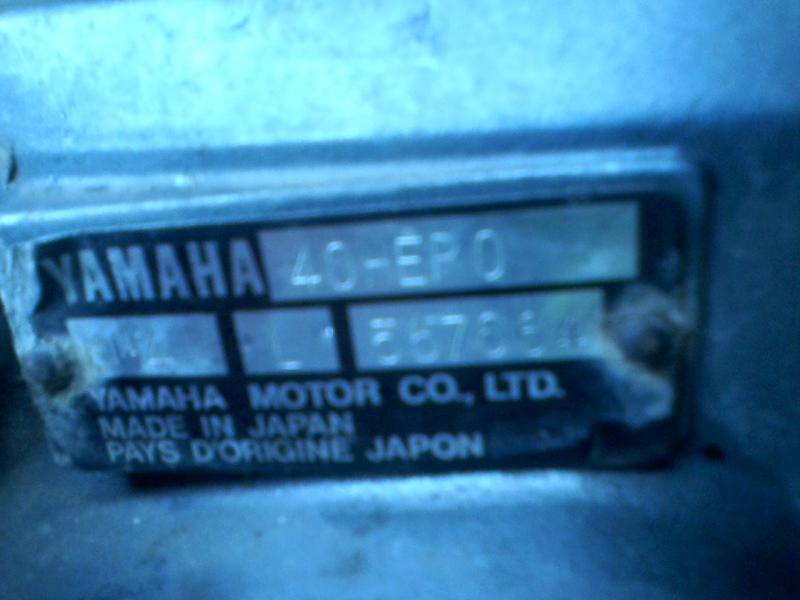 YAMAHA 40-EPO
L
YAMAHA MOTOR CO., LTD.
MADE IN JAPAN
PAYS D'ORIGINE JAPON